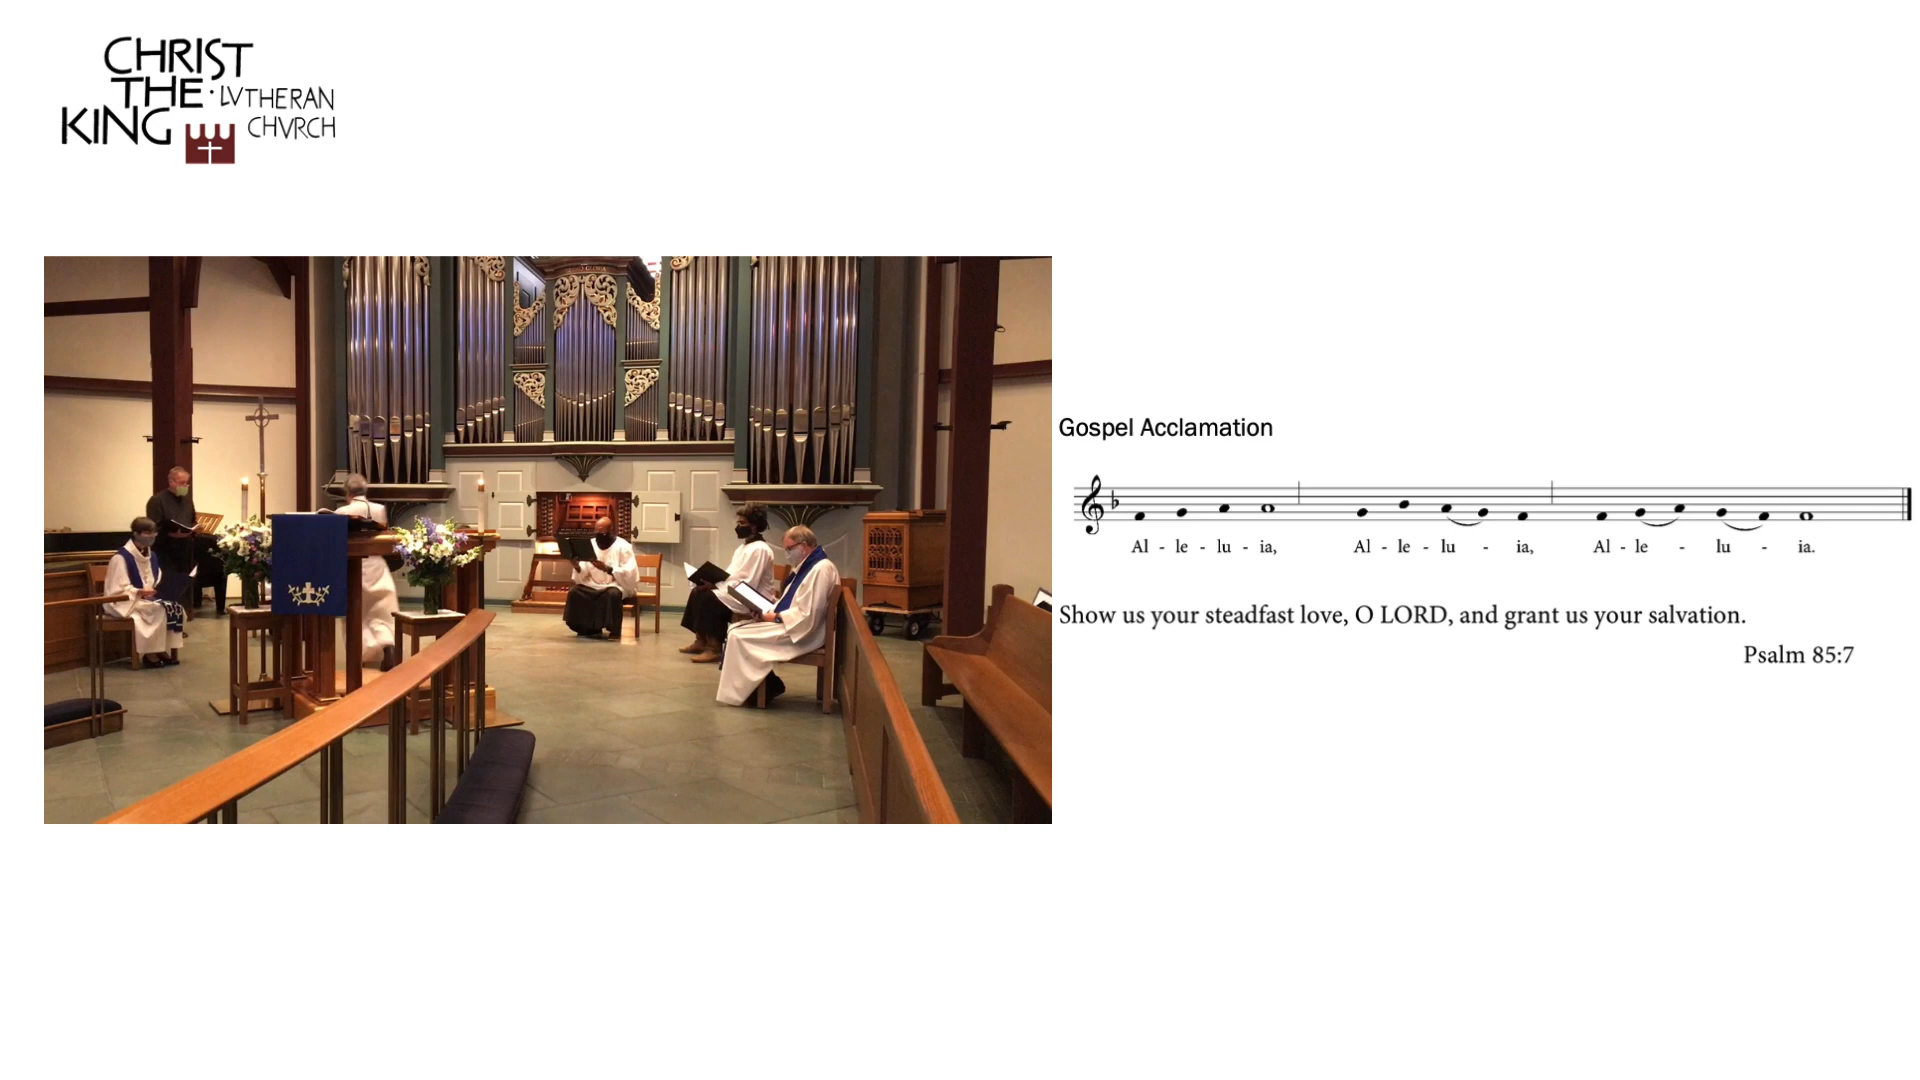 CHRIST
THE · LVTHERAN
KING CHVRCH
Gospel Acclamation
Al - le - lu - ia, Al - le - lu - ia, Al - le - lu - ia.
Show us your steadfast love, O LORD, and grant us your salvation.
Psalm 85:7